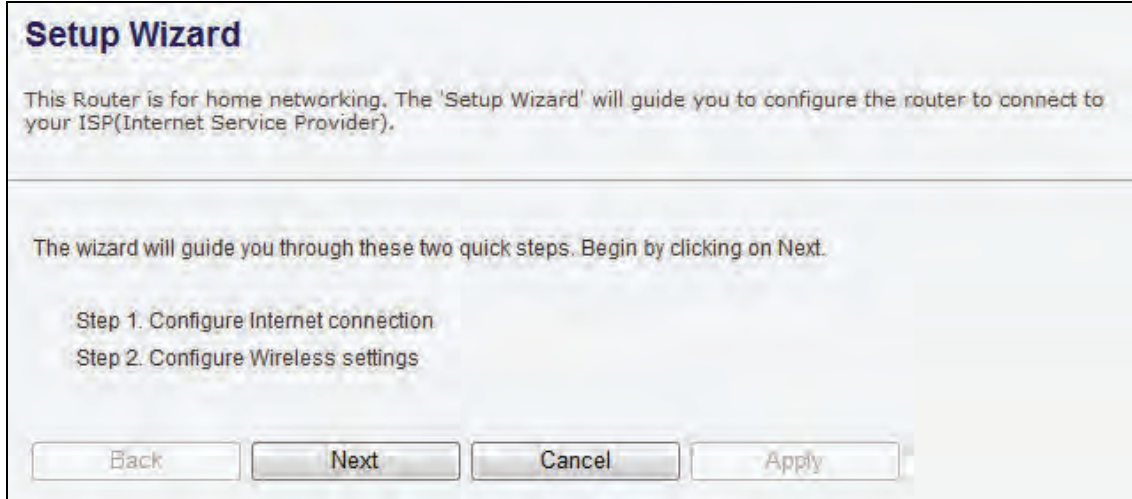 Setup Wizard
This Router is for home networking. The 'Setup Wizard' will guide you to configure the router to connect to
your ISP(Internet Service Provider).
The wizard will guide you through these two quick steps. Begin by clicking on Next.
Step 1. Configure Internet connection
Step 2. Configure Wireless settings
Back Next Cancel Apply